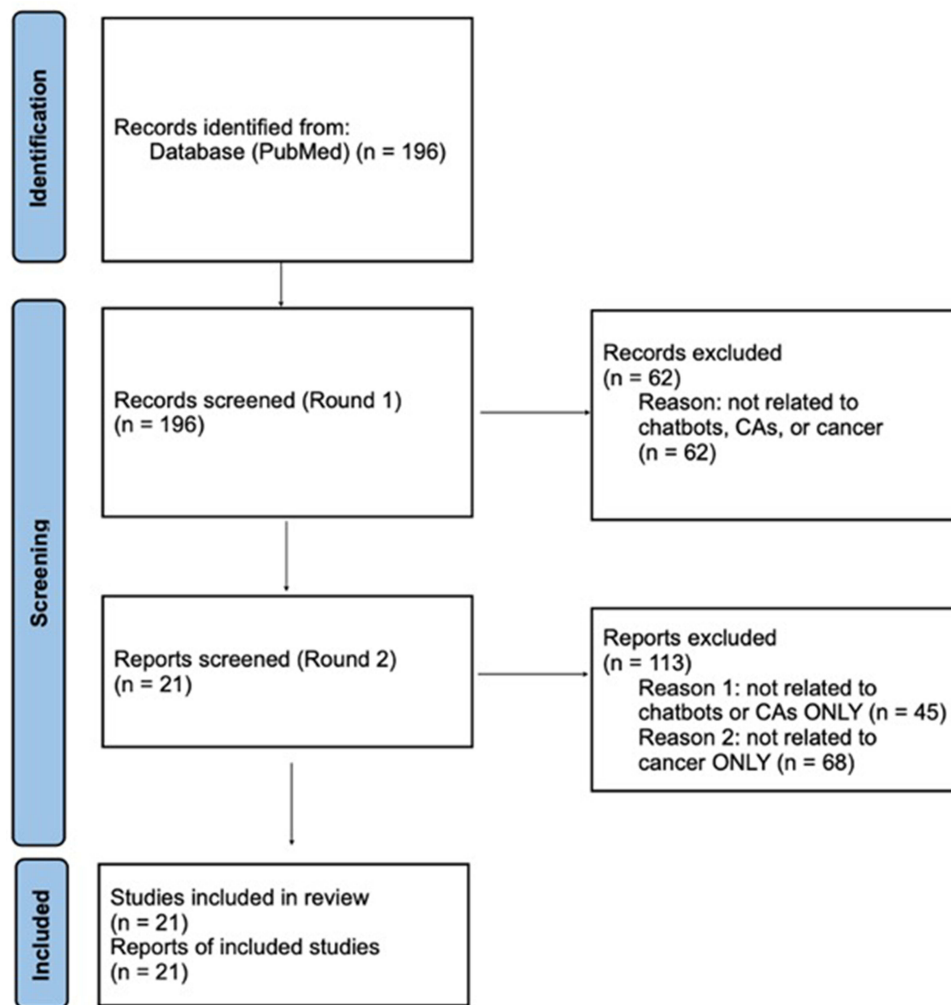 Identification
Records identified from:
Database (PubMed) (n = 196)
Screening
Records screened (Round 1)
(n = 196)
Records excluded
(n = 62)
Reason: not related to
chatbots, CAs, or cancer
(n = 62)
Reports screened (Round 2)
(n = 21)
Reports excluded
(n = 113)
Reason 1: not related to
chatbots or CAs ONLY (n = 45)
Reason 2: not related to
cancer ONLY (n = 68)
Included
Studies included in review
(n = 21)
Reports of included studies
(n = 21)